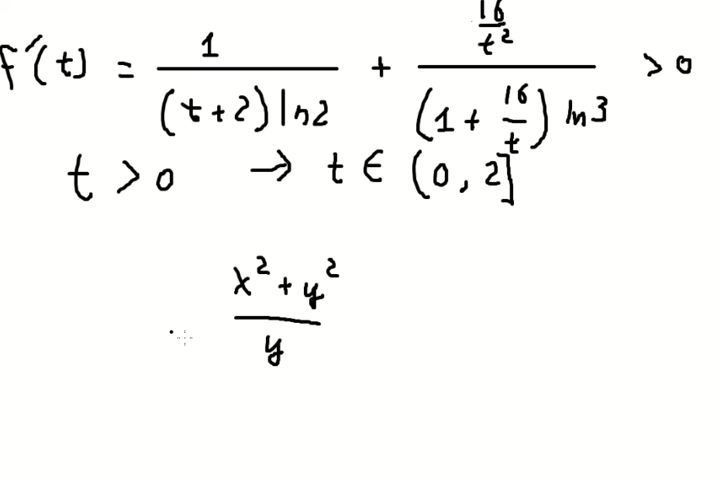 f'(t) = 1/((t+2)ln2) + (16/t²)/((1+16/t)ln3) > 0
t > 0 → t ∈ (0, 2]
(x²+y²)/y